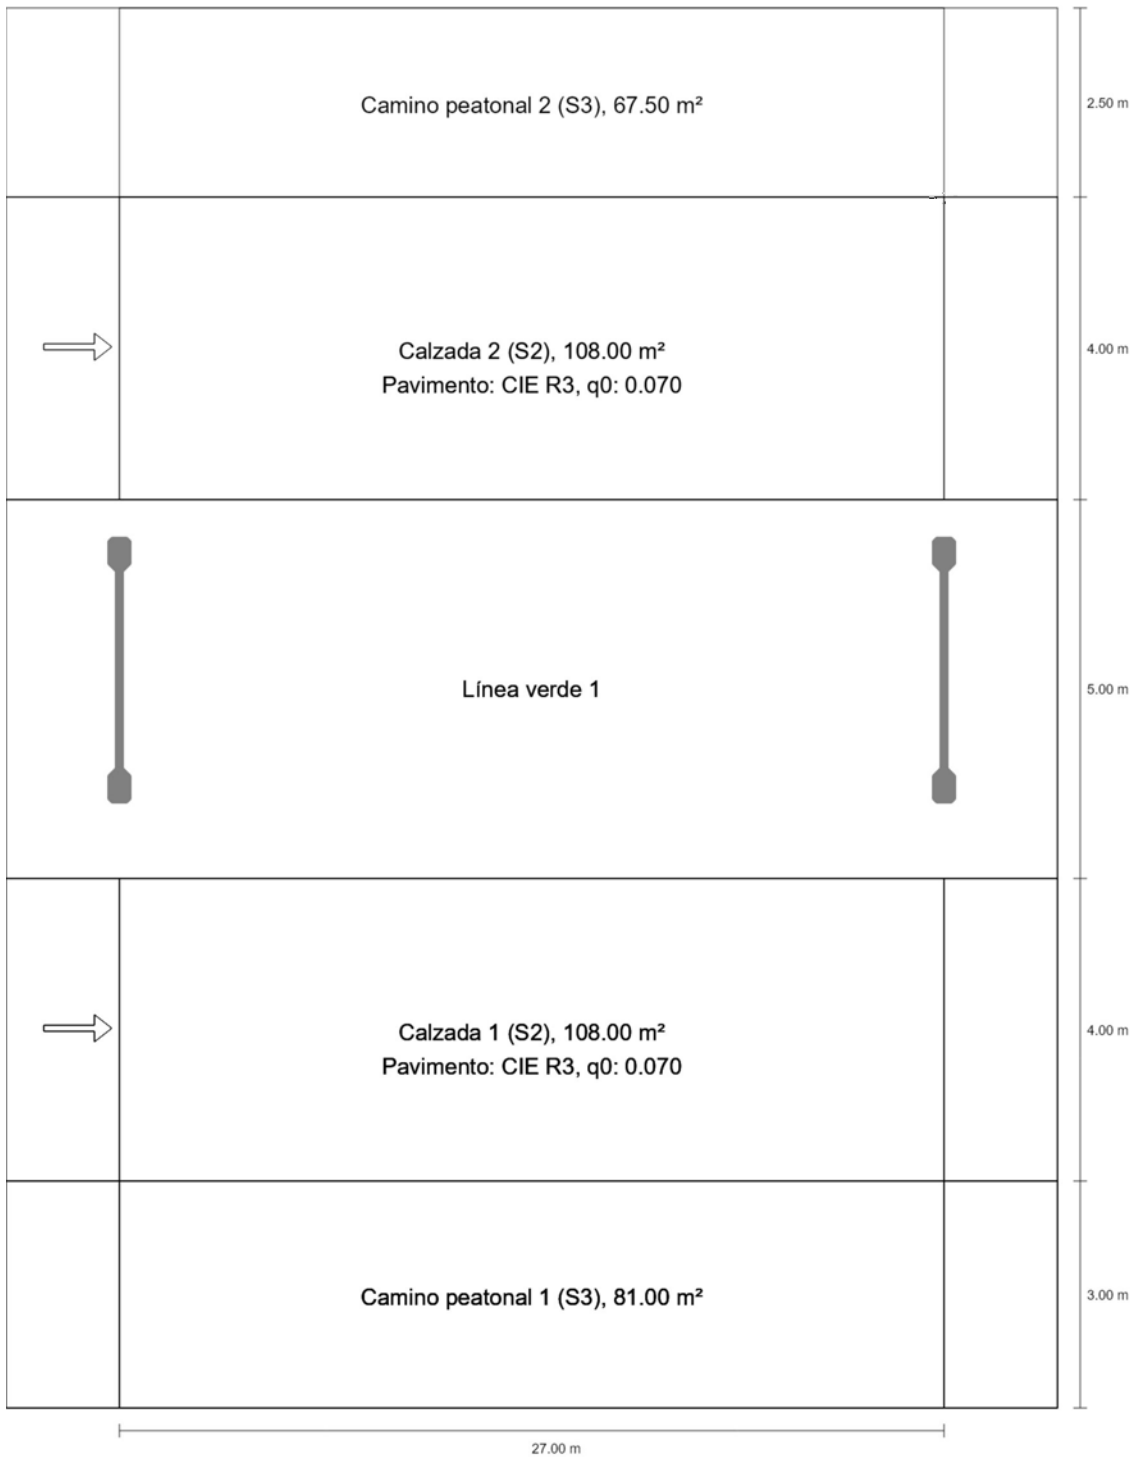 Camino peatonal 2 (S3), 67.50 m²
2.50 m
Calzada 2 (S2), 108.00 m²
Pavimento: CIE R3, q0: 0.070
4.00 m
Línea verde 1
5.00 m
Calzada 1 (S2), 108.00 m²
Pavimento: CIE R3, q0: 0.070
4.00 m
Camino peatonal 1 (S3), 81.00 m²
3.00 m
27.00 m